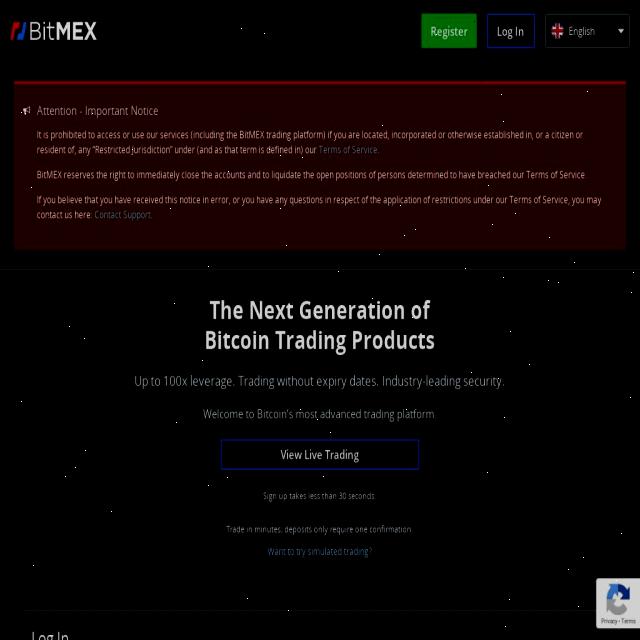 BitMEX
Register
Log In
English
Attention - Important Notice
It is prohibited to access or use our services (including the BitMEX trading platform) if you are located, incorporated or otherwise established in, or a citizen or
resident of, any "Restricted Jurisdiction" under (and as that term is defined in) our Terms of Service.
BitMEX reserves the right to immediately close the accounts and to liquidate the open positions of persons determined to have breached our Terms of Service
If you believe that you have received this notice in error, or you have any questions in respect of the application of restrictions under our Terms of Service, you may
contact us here: Contact Support.
The Next Generation of
Bitcoin Trading Products
Up to 100x leverage. Trading without expiry dates. Industry-leading security.
Welcome to Bitcoin's most advanced trading platform.
View Live Trading
Sign up takes less than 30 seconds
Trade in minutes, deposits only require one confirmation.
Want to try simulated trading?
Privacy - Terms
Log In